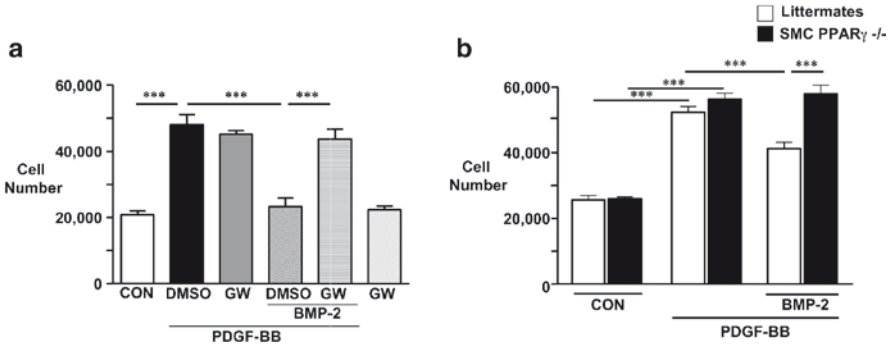 Littermates
SMC PPARγ -/-
a
b
60,000
40,000
20,000
0
Cell
Number
***
***
***
CON
DMSO
GW
DMSO
GW
GW
BMP-2
PDGF-BB
60,000
40,000
20,000
0
Cell
Number
***
***
***
***
CON
BMP-2
PDGF-BB